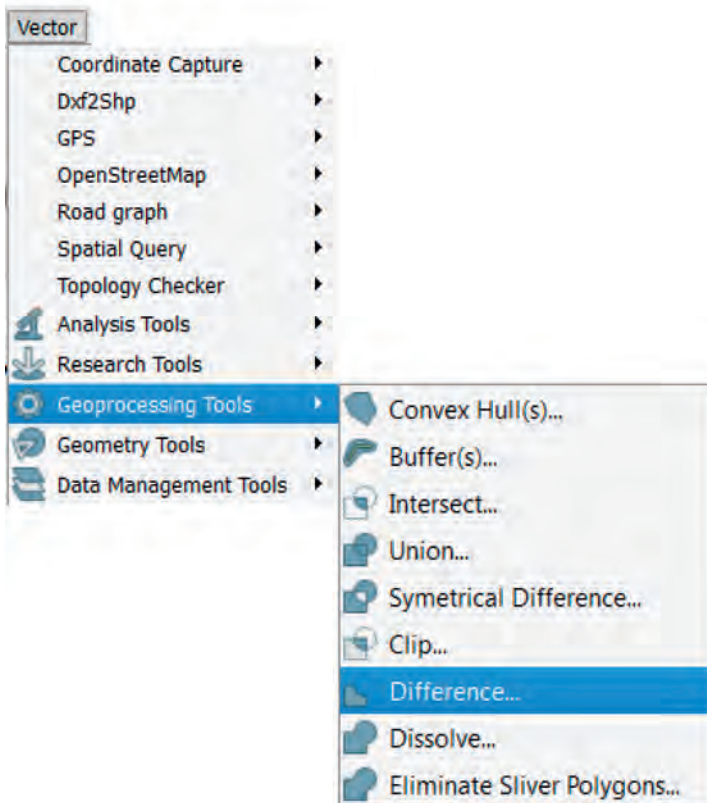 Vector
Coordinate Capture
Dxf2Shp
GPS
OpenStreetMap
Road graph
Spatial Query
Topology Checker
Analysis Tools
Research Tools
Geoprocessing Tools
Geometry Tools
Data Management Tools
Convex Hull(s)...
Buffer(s)...
Intersect...
Union...
Symetrical Difference...
Clip...
Difference...
Dissolve...
Eliminate Sliver Polygons...